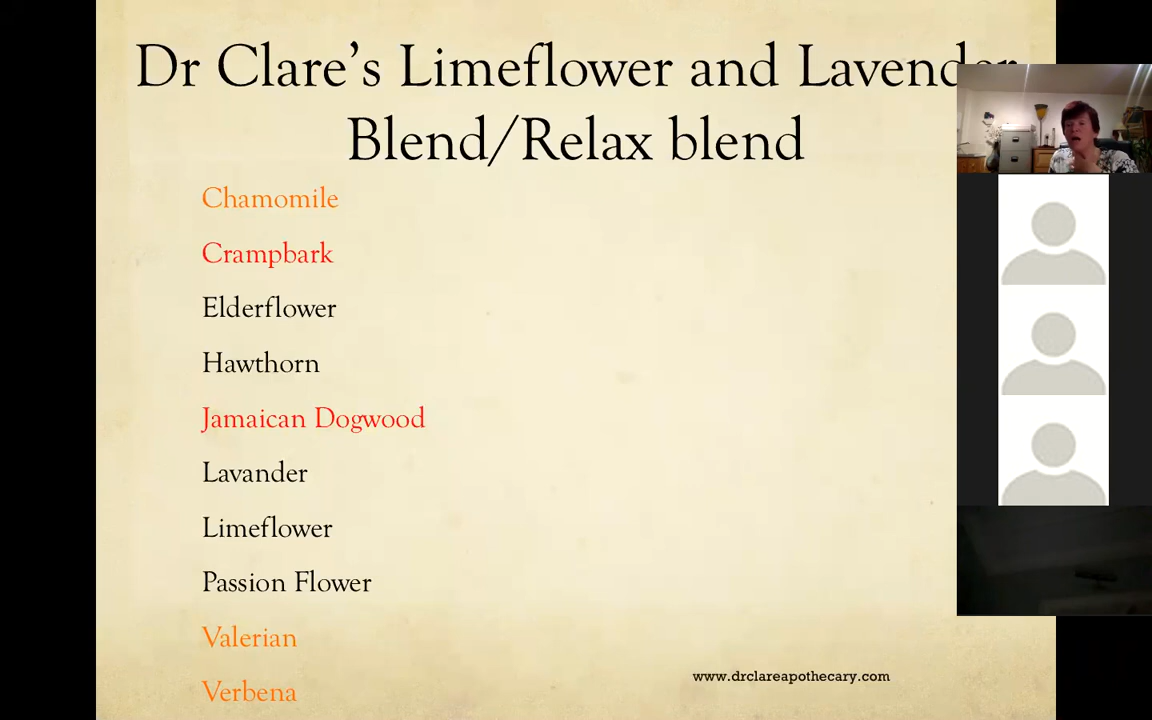 Dr Clare's Limeflower and Lavender
Blend/Relax blend
Chamomile
Crampbark
Elderflower
Hawthorn
Jamaican Dogwood
Lavander
Limeflower
Passion Flower
Valerian
Verbena
www.drclareapothecary.com